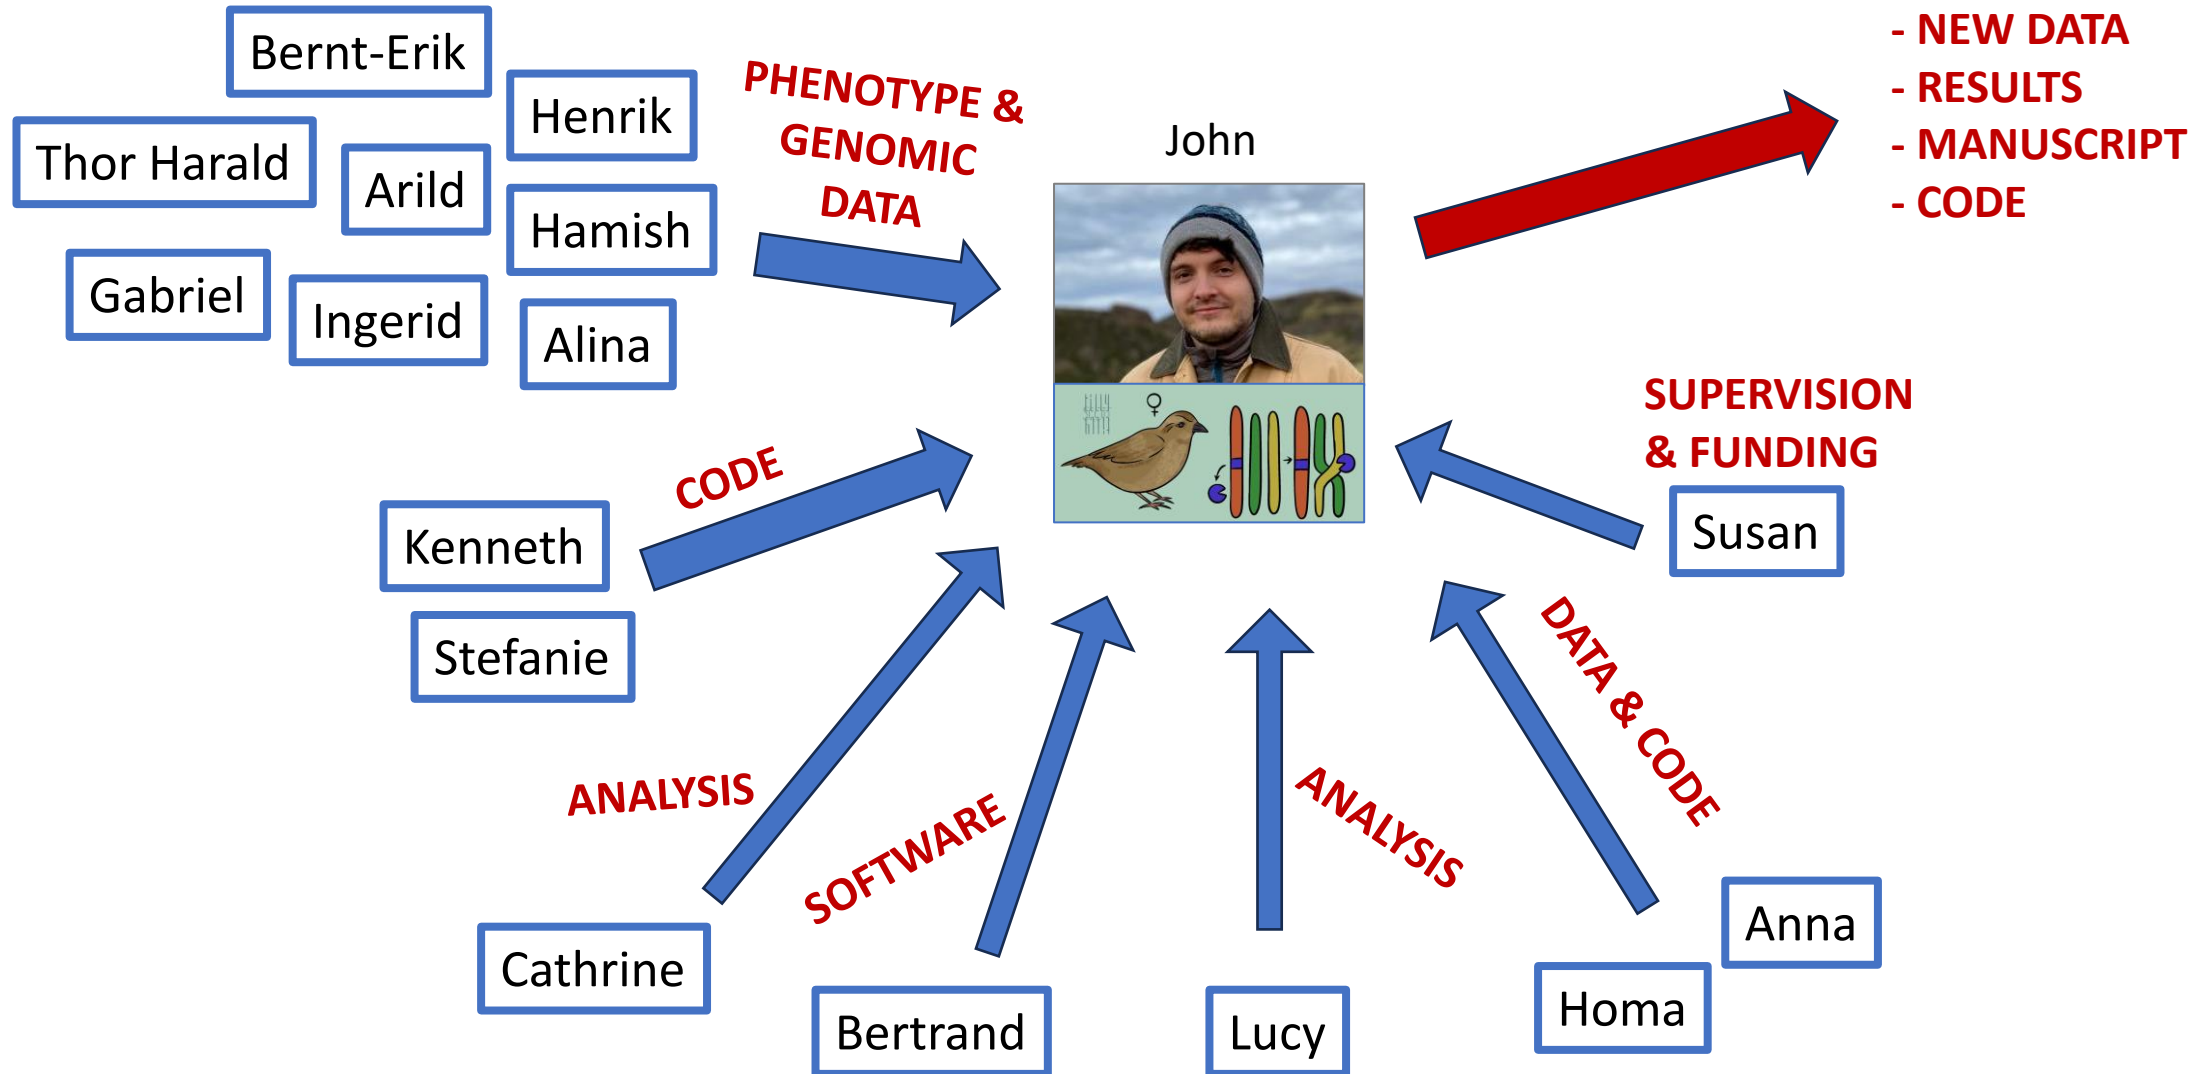 Bernt-Erik
Henrik
Thor Harald
Arild
Hamish
Gabriel
Ingerid
Alina
PHENOTYPE &
GENOMIC
DATA
John
- NEW DATA
- RESULTS
- MANUSCRIPT
- CODE
SUPERVISION
& FUNDING
Susan
CODE
Kenneth
Stefanie
ANALYSIS
Cathrine
SOFTWARE
Bertrand
ANALYSIS
Lucy
DATA & CODE
Anna
Homa